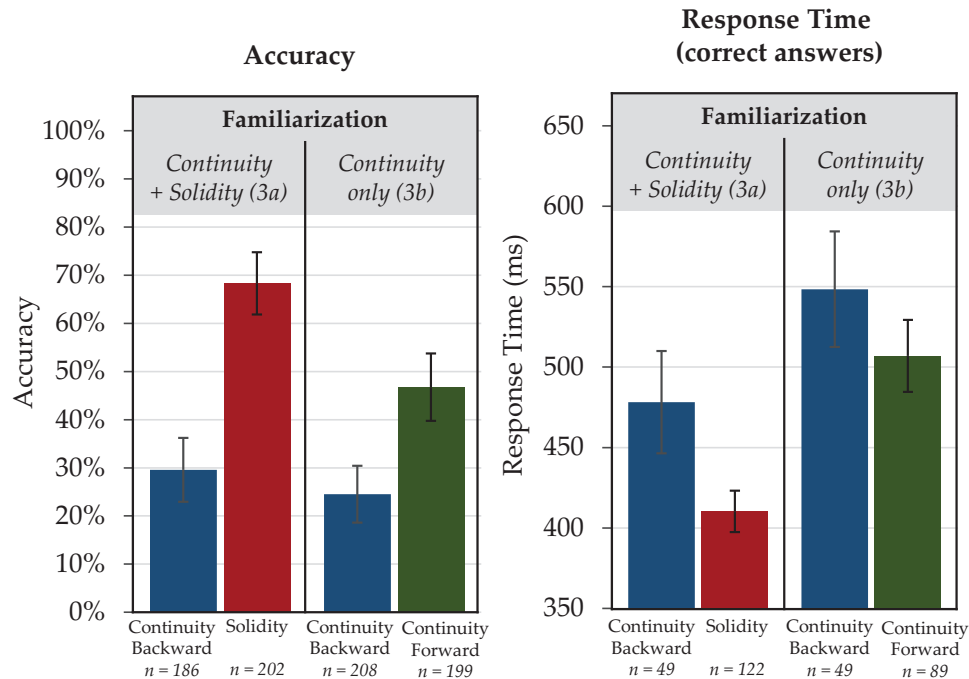 Accuracy
Familiarization
Continuity
+ Solidity (3a)
Continuity
only (3b)
100%
90%
80%
70%
60%
50%
40%
30%
20%
10%
0%
Accuracy
Continuity
Backward
n = 186
Solidity
n = 202
Continuity
Backward
n = 208
Continuity
Forward
n = 199
Response Time
(correct answers)
Familiarization
Continuity
+ Solidity (3a)
Continuity
only (3b)
650
600
550
500
450
400
350
Response Time (ms)
Continuity
Backward
n = 49
Solidity
n = 122
Continuity
Backward
n = 49
Continuity
Forward
n = 89